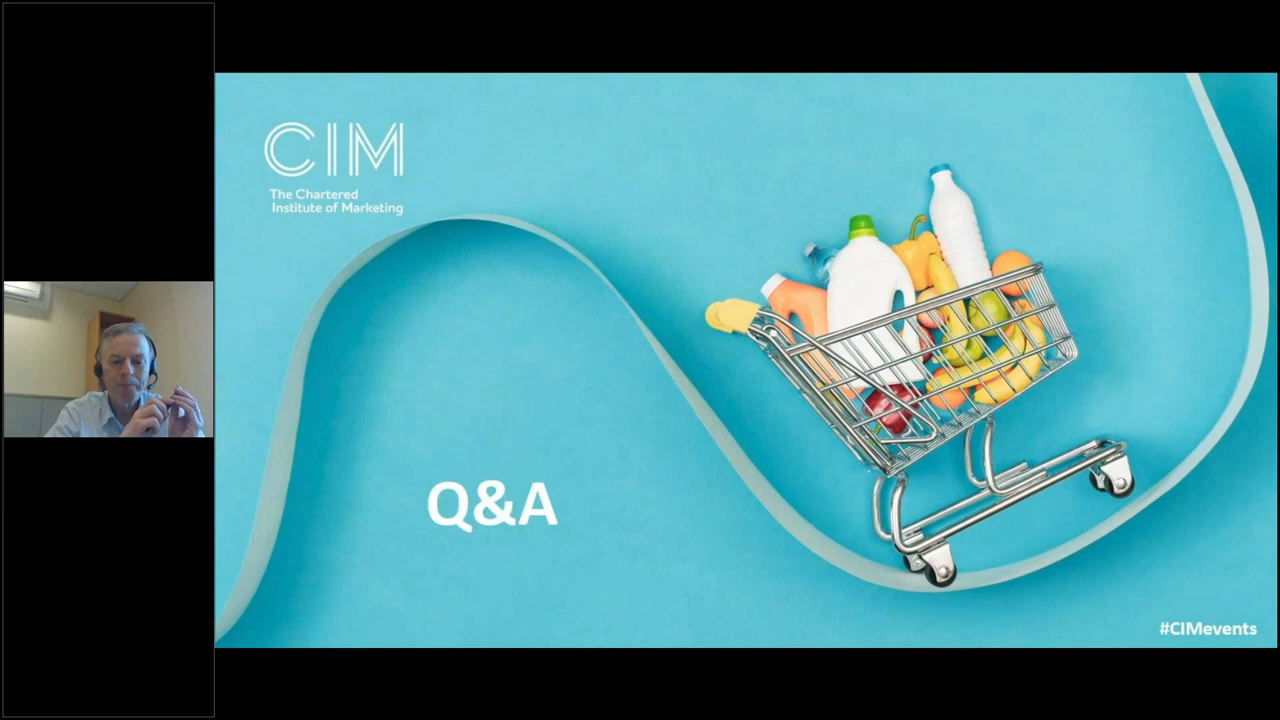 CIM
The Chartered
Institute of Marketing
Q&A
#CIMevents